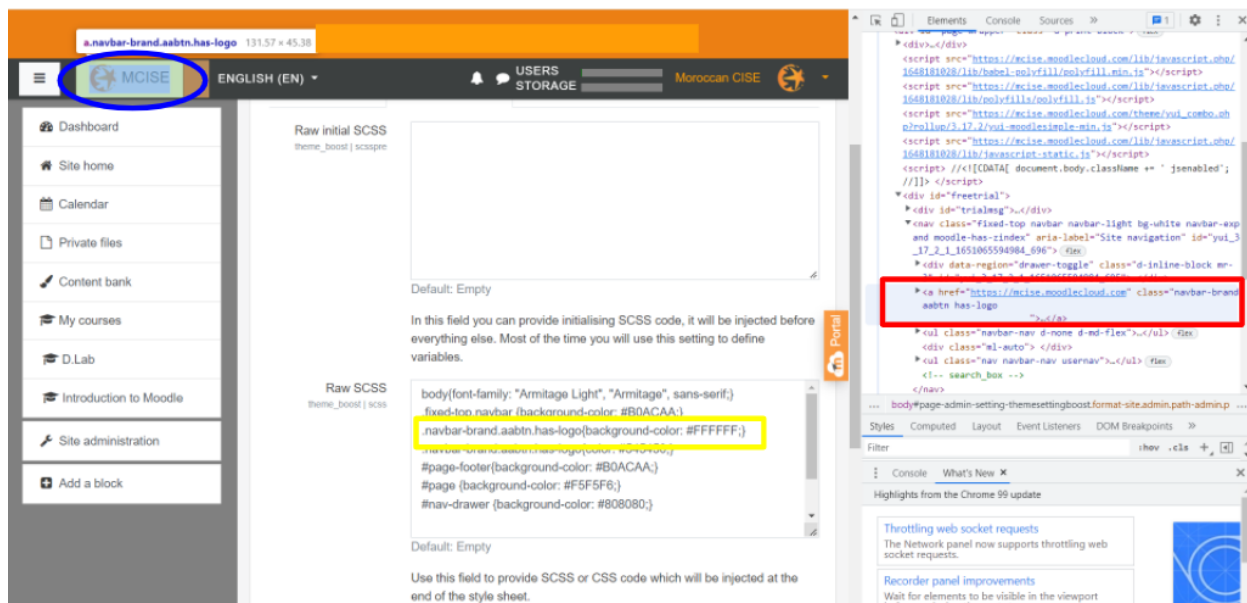 a.navbar-brand.aabtn.has-logo 131.57 × 45.38
MCISE
ENGLISH (EN)
USERS
STORAGE
Moroccan CISE
Dashboard
Site home
Calendar
Private files
Content bank
My courses
D.Lab
Introduction to Moodle
Site administration
Add a block
Raw initial SCSS
theme_boost | scsspre
Default: Empty
In this field you can provide initialising SCSS code, it will be injected before
everything else. Most of the time you will use this setting to define
variables.
Raw SCSS
theme_boost | scss
body{font-family: "Armitage Light", "Armitage", sans-serif;}
.fixed-top.navbar {background-color: #B0ACAA;}
.navbar-brand.aabtn.has-logo{background-color: #FFFFFF;}
#page-footer{background-color: #B0ACAA;}
#page {background-color: #F5F5F6;}
#nav-drawer {background-color: #808080;}
Default: Empty
Use this field to provide SCSS or CSS code which will be injected at the
end of the style sheet.
Portal
Elements Console Sources » 1
<div>…</div>
<script src="https://mcise.moodlecloud.com/lib/javascript.php/
1648181028/lib/babel-polyfill/polyfill.min.js"></script>
<script src="https://mcise.moodlecloud.com/lib/javascript.php/
1648181028/lib/polyfills/polyfill.js"></script>
<script src="https://mcise.moodlecloud.com/theme/yui_combo.ph
p?rollup/3.17.2/yui-moodlesimple-min.js"></script>
<script src="https://mcise.moodlecloud.com/lib/javascript.php/
1648181028/lib/javascript-static.js"></script>
<script> //<![CDATA[ document.body.className += ' jsenabled';
//]]> </script>
<div id="freetrial">
<div id="trialmsg">…</div>
<nav class="fixed-top navbar navbar-light bg-white navbar-exp
and moodle-has-zindex" aria-label="Site navigation" id="yui_3
_17_2_1_1651065594984_696"> flex
<div data-region="drawer-toggle" class="d-inline-block mr-
<a href="https://mcise.moodlecloud.com" class="navbar-brand
aabtn has-logo
">…</a>
<ul class="navbar-nav d-none d-md-flex">…</ul> flex
<div class="ml-auto"> </div>
<ul class="nav navbar-nav usernav">…</ul> flex
<!-- search_box -->
</nav>
... body#page-admin-setting-themesettingboost.format-site.admin.path-admin.p ...
Styles Computed Layout Event Listeners DOM Breakpoints »
Filter :hov .cls +
Console What's New ×
Highlights from the Chrome 99 update
Throttling web socket requests
The Network panel now supports throttling web
socket requests.
Recorder panel improvements
Wait for elements to be visible in the viewport